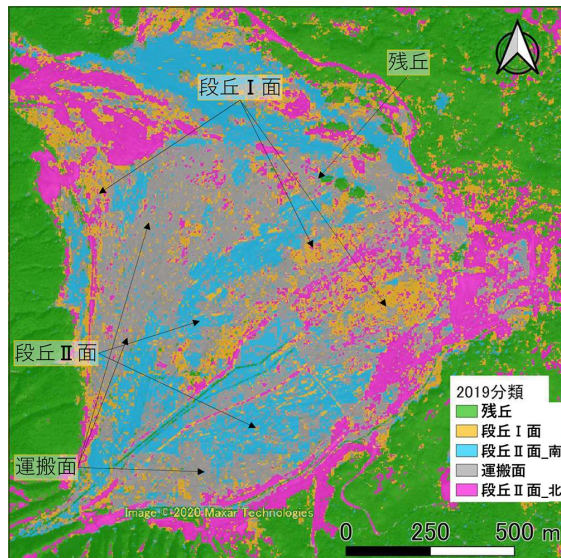 残丘
段丘Ⅰ面
段丘Ⅱ面
運搬面
2019分類
残丘
段丘Ⅰ面
段丘Ⅱ面_南
運搬面
段丘Ⅱ面_北
Image © 2020 Maxar Technologies
0 250 500 m